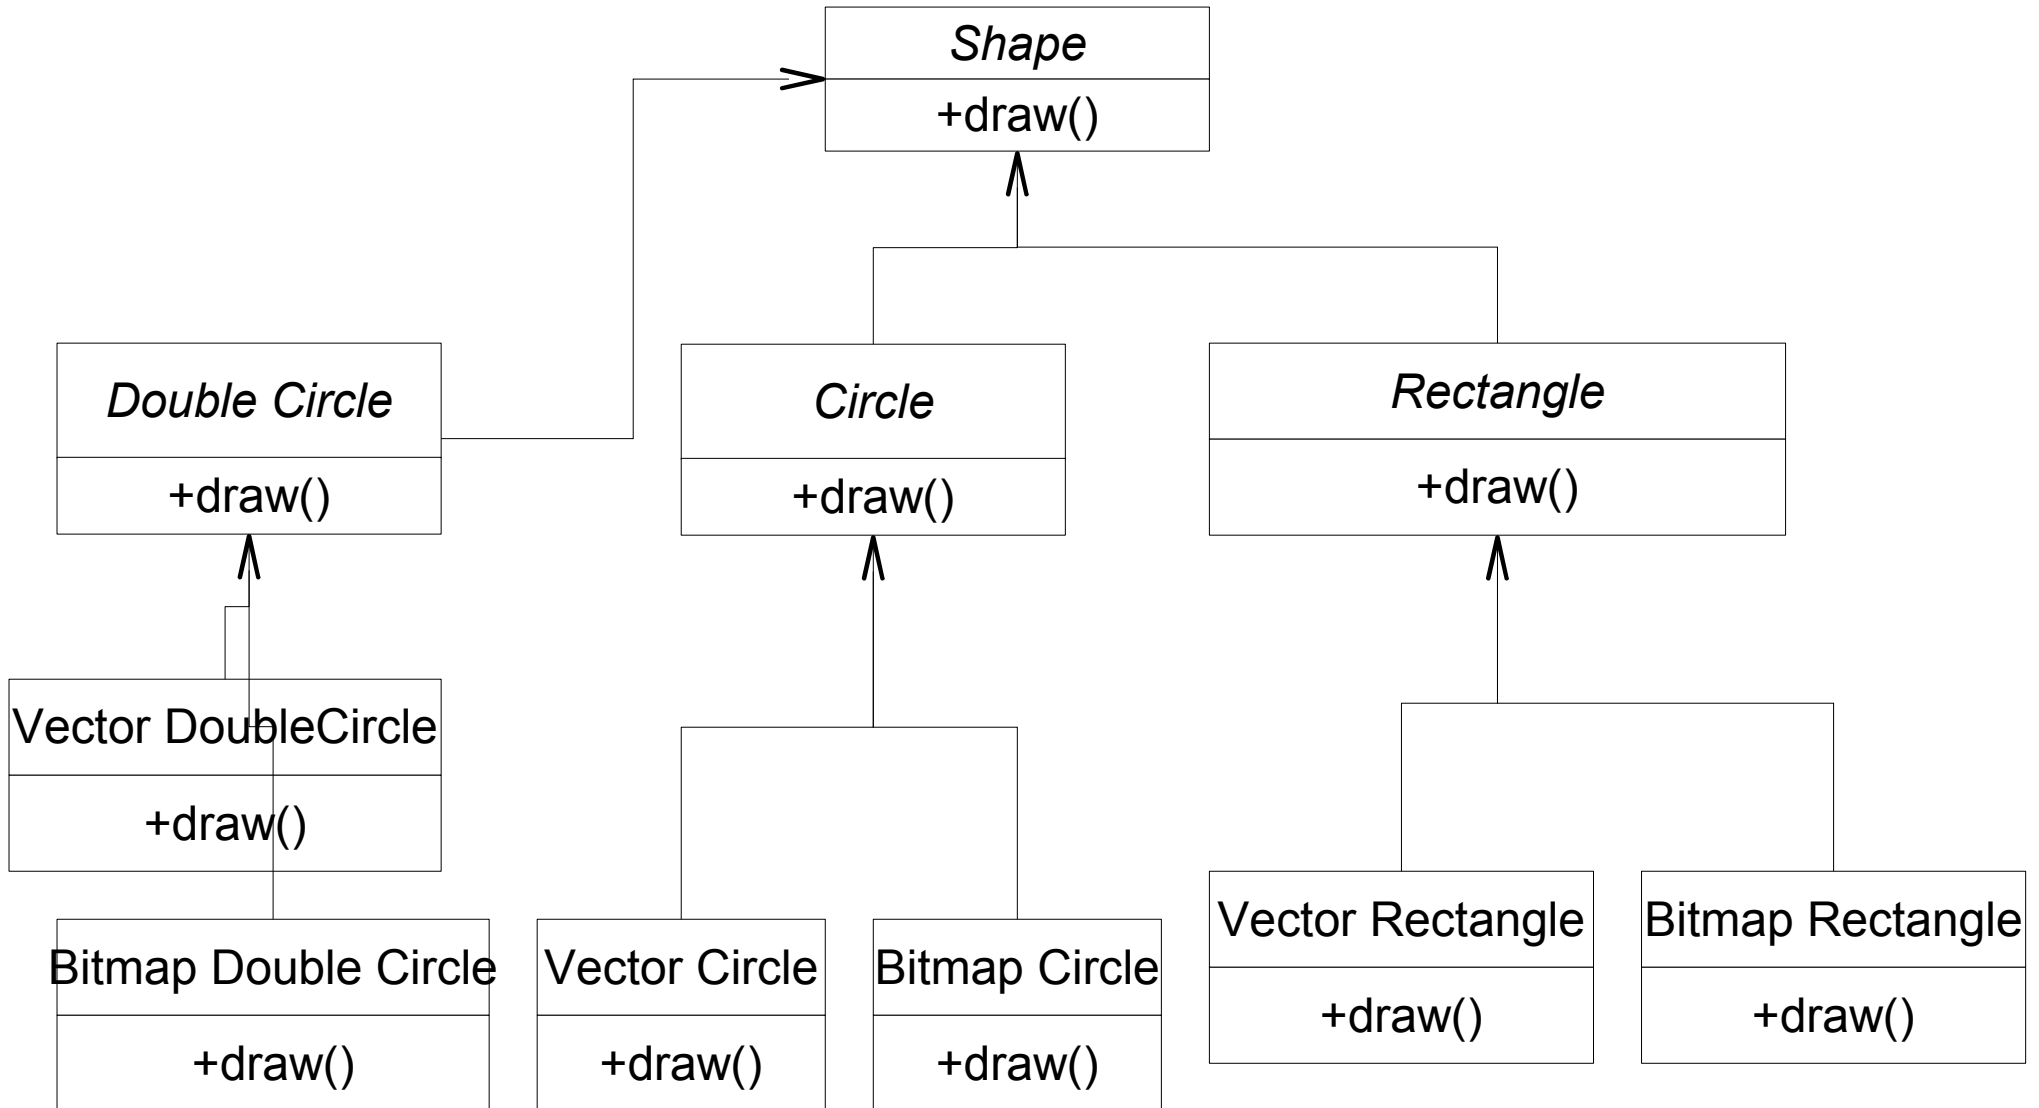 Shape
+draw()
Double Circle
+draw()
Circle
+draw()
Rectangle
+draw()
Vector DoubleCircle
+draw()
Bitmap Double Circle
+draw()
Vector Circle
+draw()
Bitmap Circle
+draw()
Vector Rectangle
+draw()
Bitmap Rectangle
+draw()